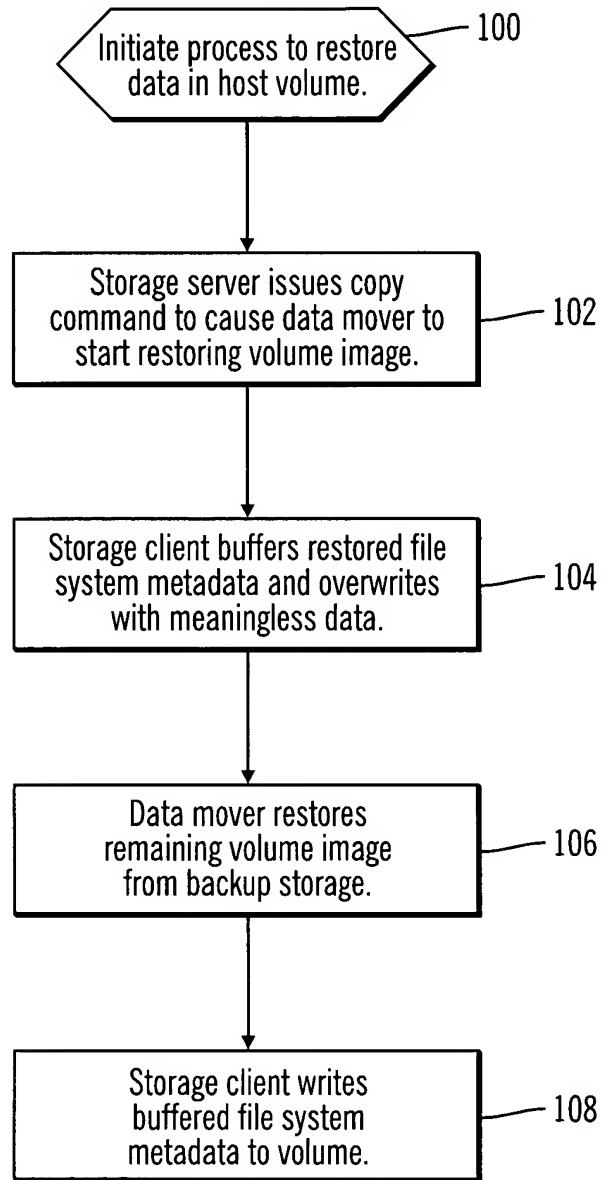 Initiate process to restore
data in host volume.
100
Storage server issues copy
command to cause data mover to
start restoring volume image.
102
Storage client buffers restored file
system metadata and overwrites
with meaningless data.
104
Data mover restores
remaining volume image
from backup storage.
106
Storage client writes
buffered file system
metadata to volume.
108